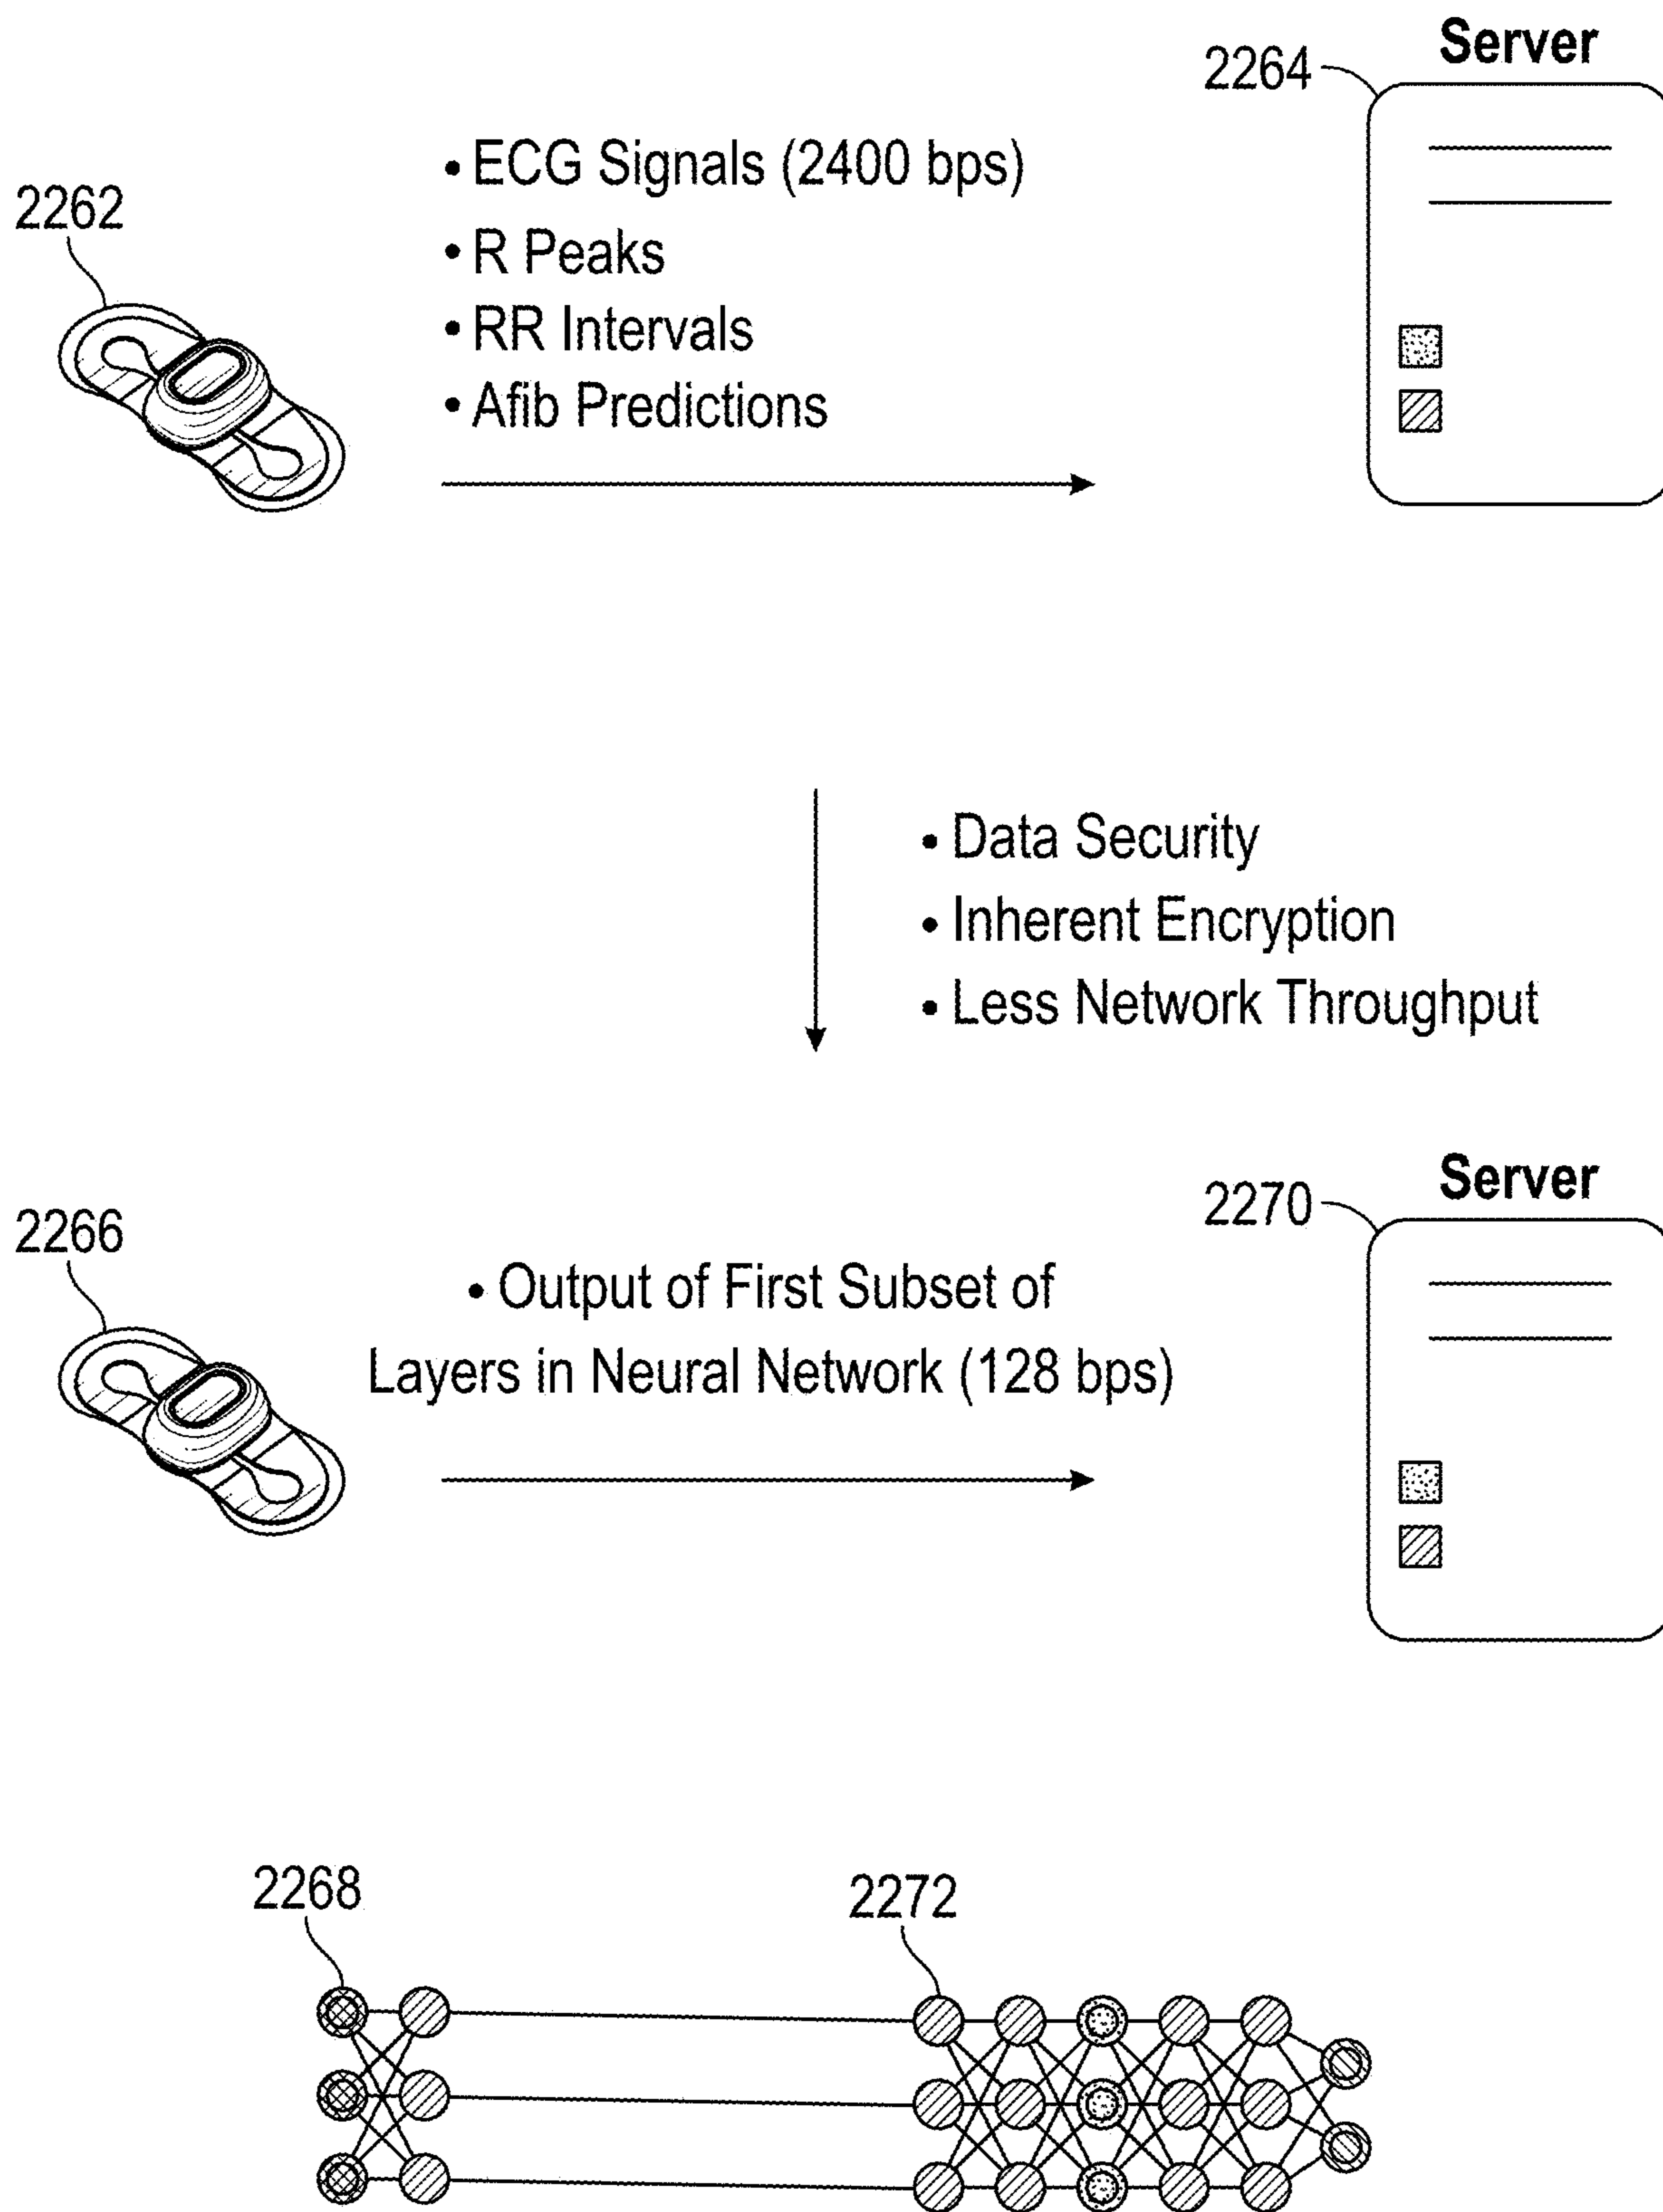 Server
2264
2262
• ECG Signals (2400 bps)
• R Peaks
• RR Intervals
• Afib Predictions
• Data Security
• Inherent Encryption
• Less Network Throughput
Server
2270
2266
• Output of First Subset of
Layers in Neural Network (128 bps)
2268
2272